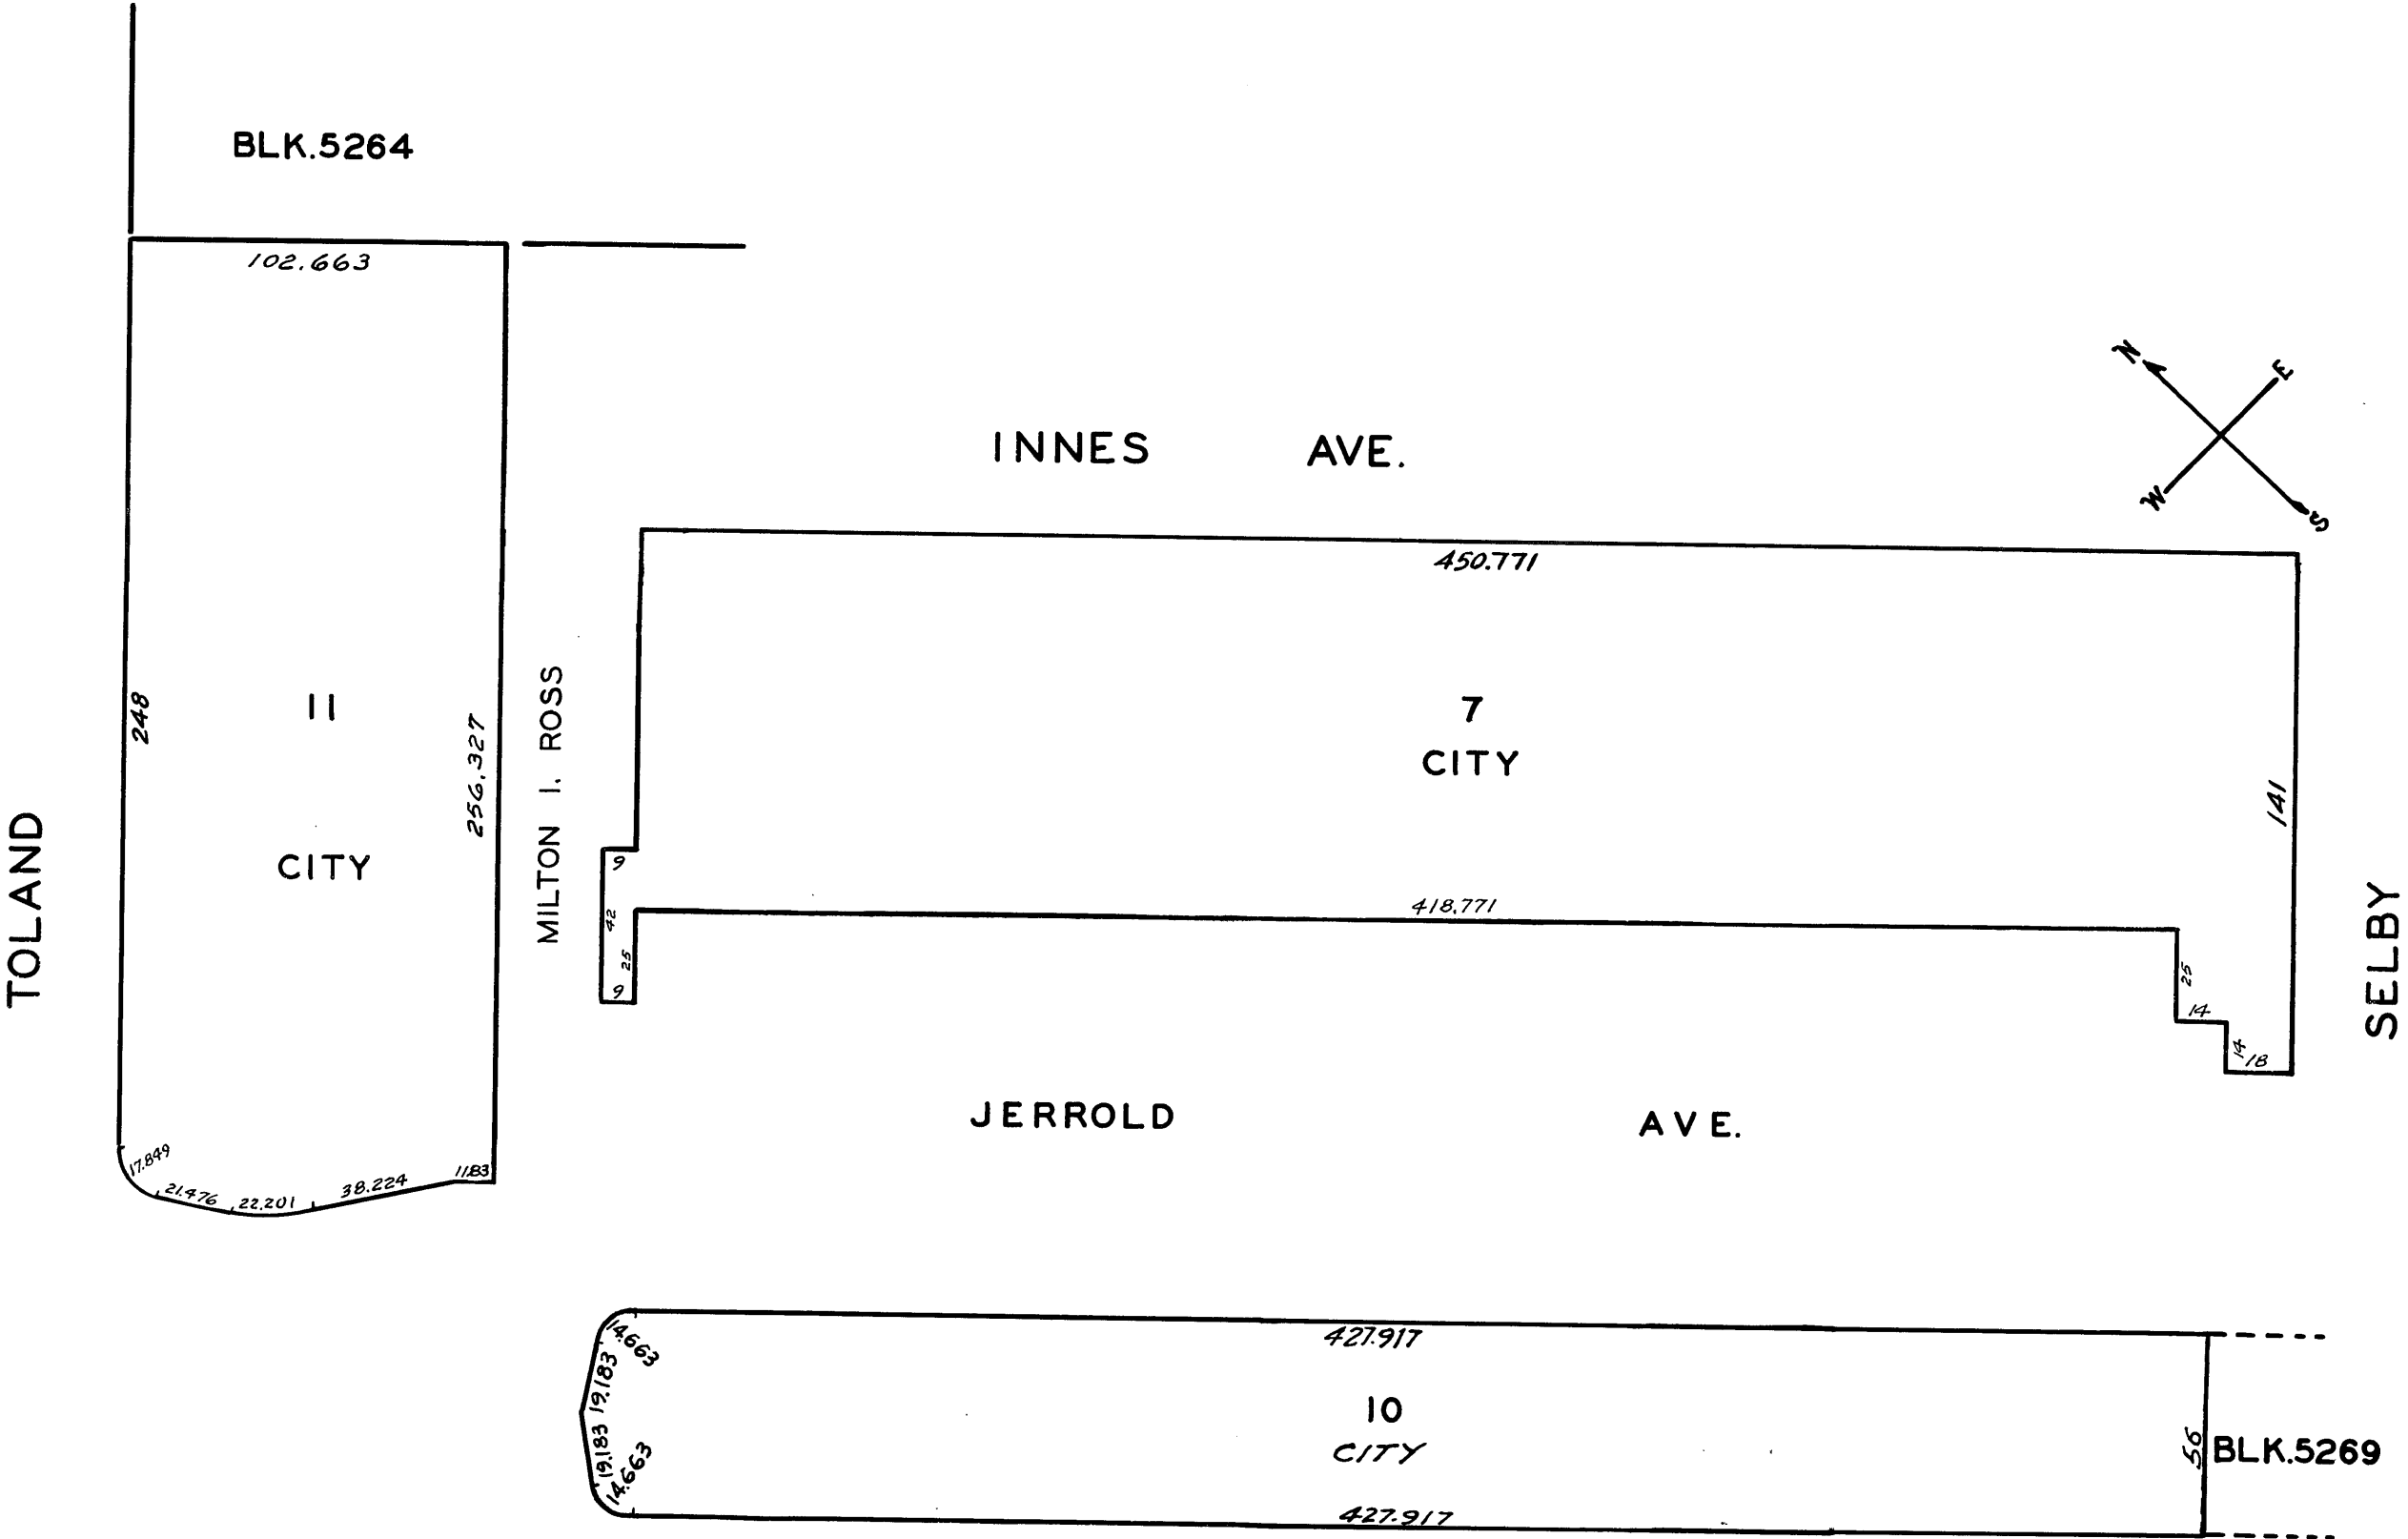 BLK.5264
102.663
N
E
W
S
INNES AVE.
450.771
248
11
CITY
256.327
MILTON I. ROSS
7
CITY
141
TOLAND
SELBY
9
42
25
9
418.771
25
14
14
18
JERROLD AVE.
17.849
21.476
22.201
38.224
11.83
14.663
19.183
19.183
14.663
427.917
10
CITY
56
BLK.5269
427.917